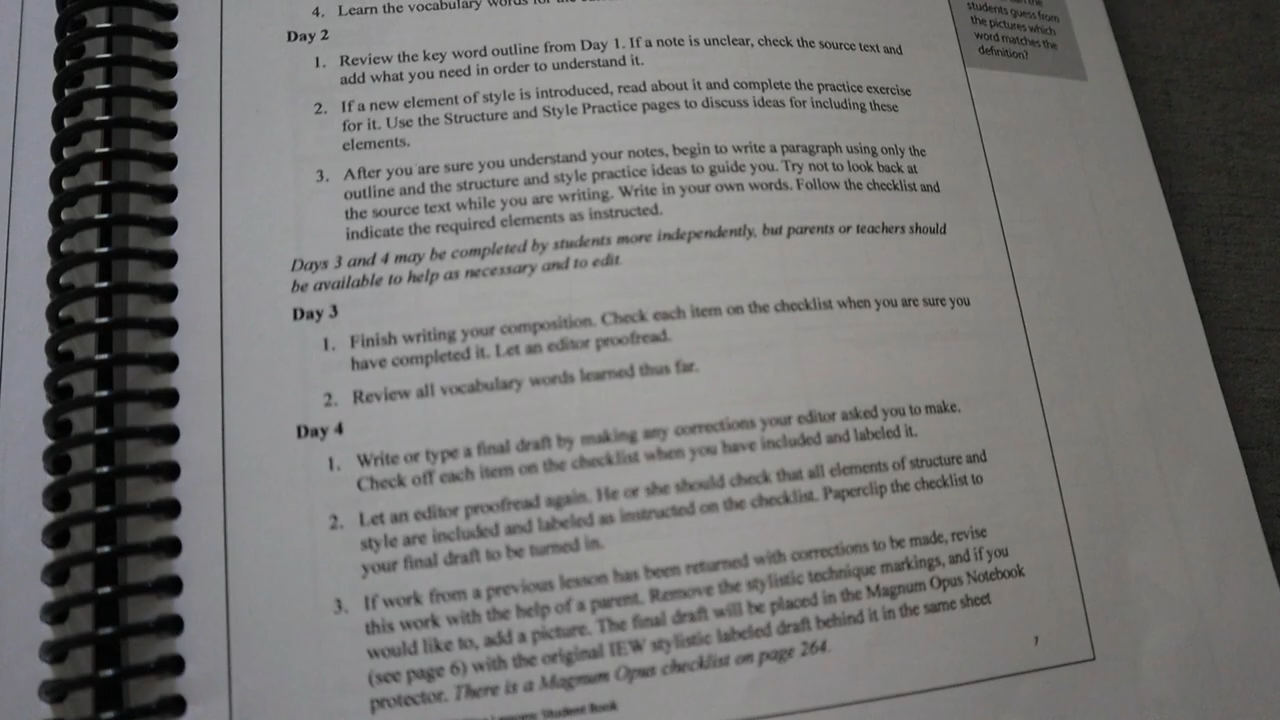 4. Learn the vocabulary words for the
Day 2
1. Review the key word outline from Day 1. If a note is unclear, check the source text and
add what you need in order to understand it.
2. If a new element of style is introduced, read about it and complete the practice exercise
for it. Use the Structure and Style Practice pages to discuss ideas for including these
elements.
3. After you are sure you understand your notes, begin to write a paragraph using only the
outline and the structure and style practice ideas to guide you. Try not to look back at
the source text while you are writing. Write in your own words. Follow the checklist and
indicate the required elements as instructed.
Days 3 and 4 may be completed by students more independently, but parents or teachers should
be available to help as necessary and to edit.
Day 3
1. Finish writing your composition. Check each item on the checklist when you are sure you
have completed it. Let an editor proofread.
2. Review all vocabulary words learned thus far.
Day 4
1. Write or type a final draft by making any corrections your editor asked you to make.
Check off each item on the checklist when you have included and labeled it.
2. Let an editor proofread again. He or she should check that all elements of structure and
style are included and labeled as instructed on the checklist. Paperclip the checklist to
your final draft to be turned in.
3. If work from a previous lesson has been returned with corrections to be made, revise
this work with the help of a parent. Remove the stylistic technique markings, and if you
would like to, add a picture. The final draft will be placed in the Magnum Opus Notebook
(see page 6) with the original IEW stylistic labeled draft behind it in the same sheet
protector. There is a Magnum Opus checklist on page 264.
students guess from
the pictures which
word matches the
definition?
7
Student Book